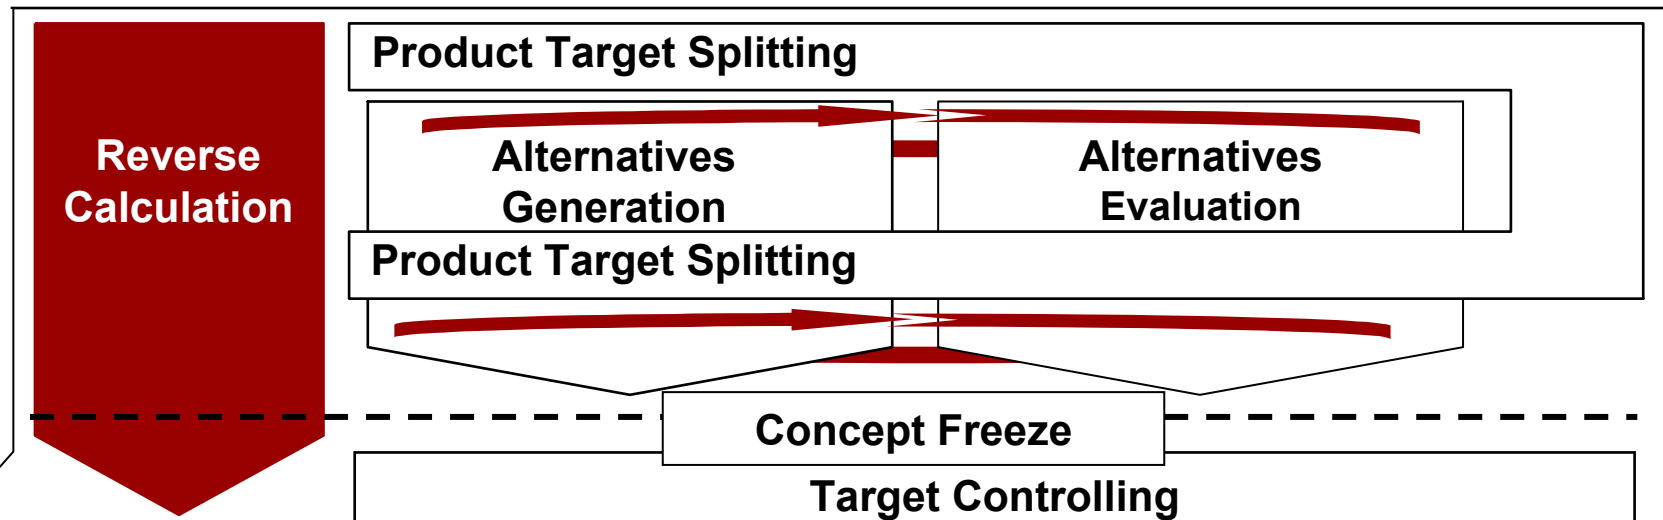 Product Target Splitting
Reverse
Calculation
Alternatives
Generation
Alternatives
Evaluation
Product Target Splitting
Concept Freeze
Target Controlling